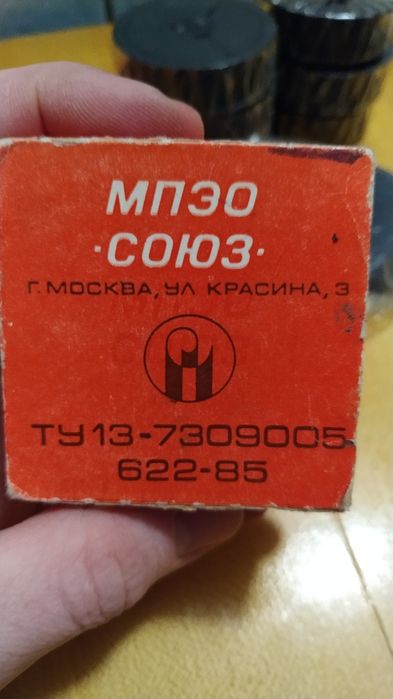 МПЭО
·СОЮЗ·
Г. МОСКВА, УЛ КРАСИНА, 3
ТУ 13-7309005
622-85